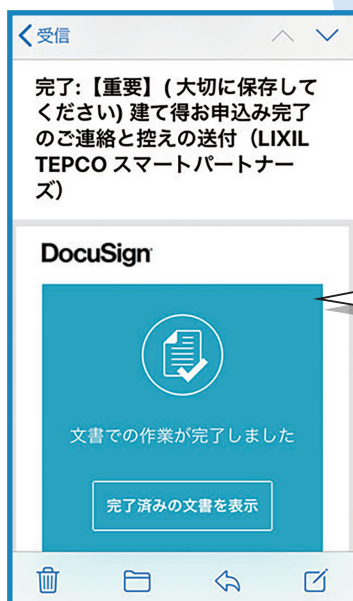 受信
完了:【重要】( 大切に保存して
ください) 建て得お申込み完了
のご連絡と控えの送付（LIXIL
TEPCO スマートパートナー
ズ）
DocuSign
文書での作業が完了しました
完了済みの文書を表示